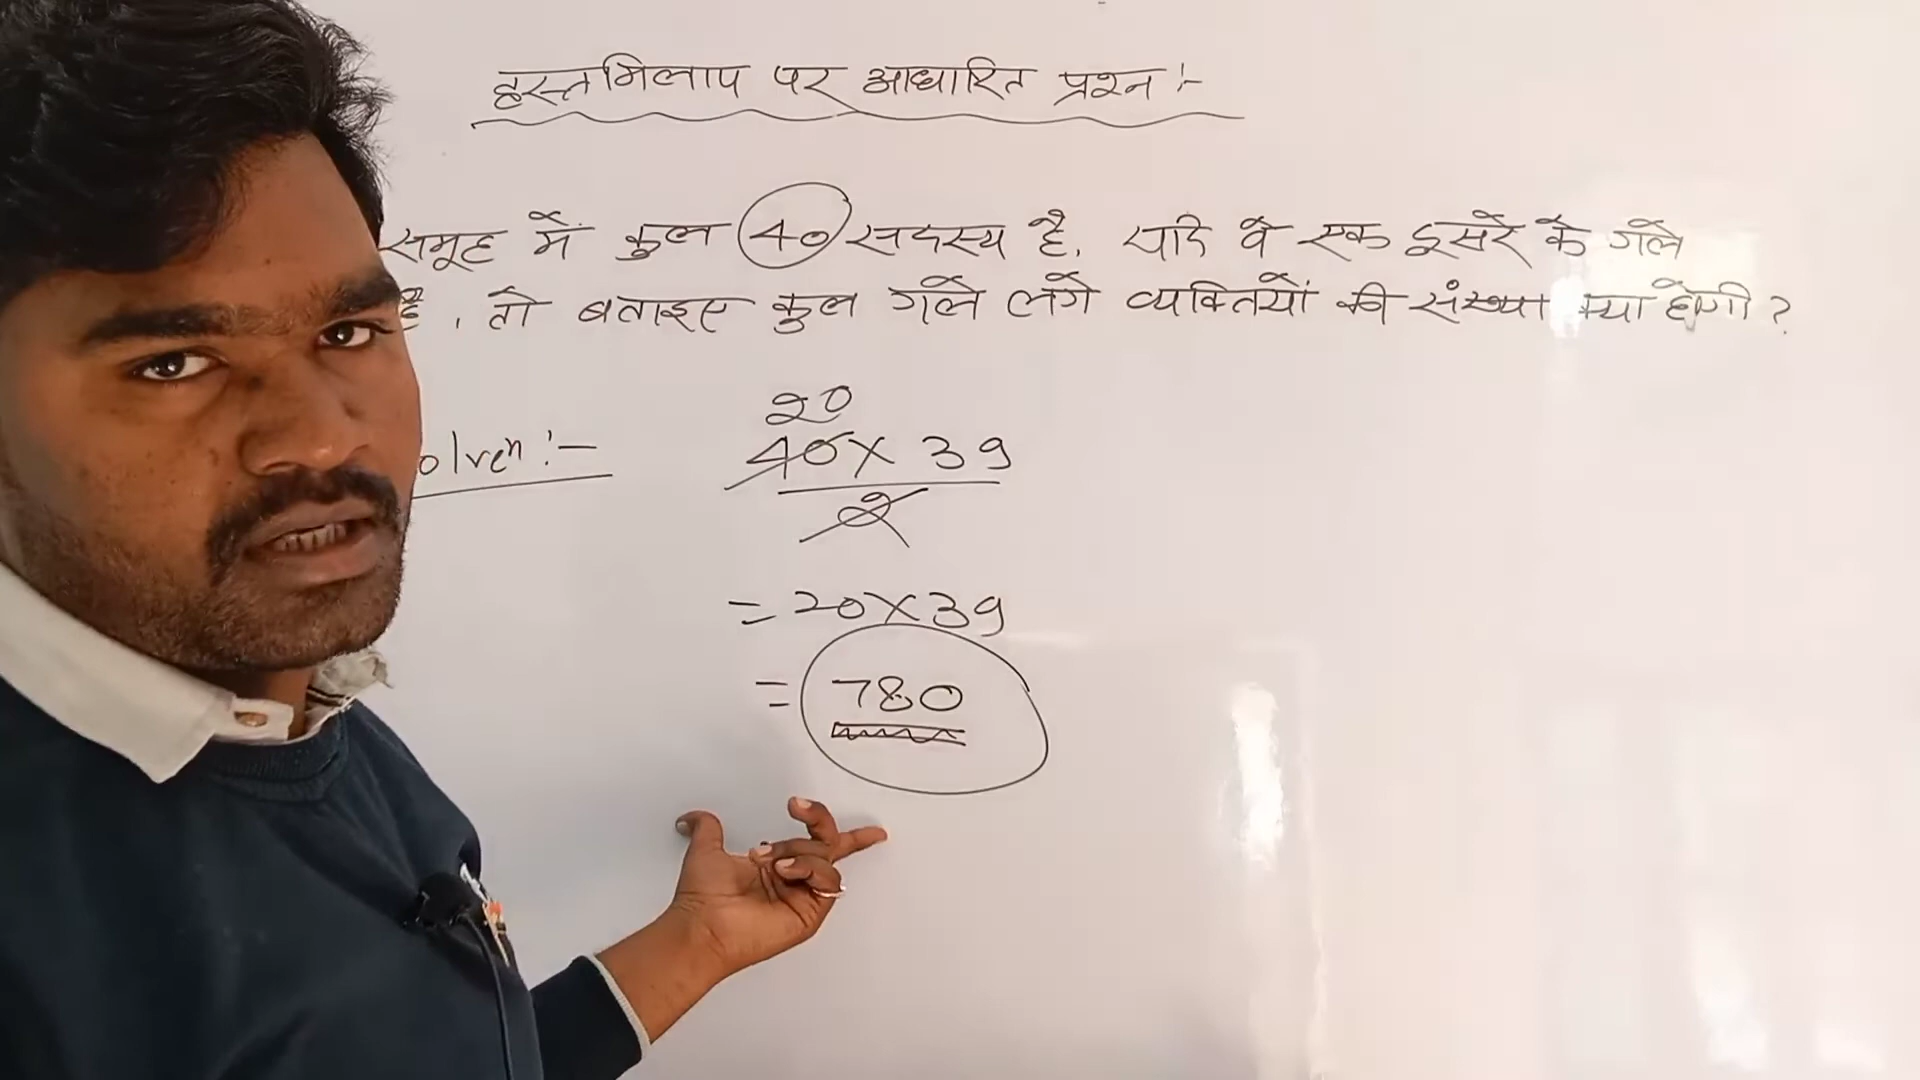 हस्तमिलाप पर आधारित प्रश्न :-
समूह में कुल 40 सदस्य है, यदि वे एक दूसरे के गले
है, तो बताइए कुल गले लगे व्यक्तियों की संख्या क्या होगी ?
olven :-
20
40 x 39
2
= 20 x 39
= 780